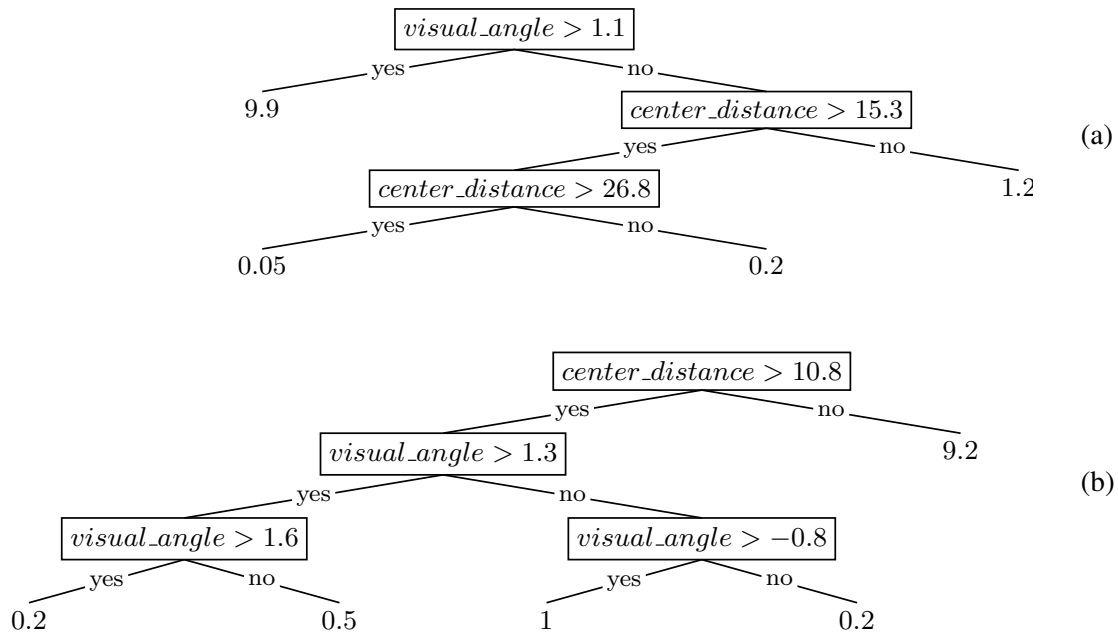 visual_angle > 1.1
yes
no
9.9
center_distance > 15.3
(a)
yes
no
center_distance > 26.8
1.2
yes
no
0.05
0.2
center_distance > 10.8
yes
no
visual_angle > 1.3
9.2
(b)
yes
no
visual_angle > 1.6
visual_angle > −0.8
yes
no
yes
no
0.2
0.5
1
0.2